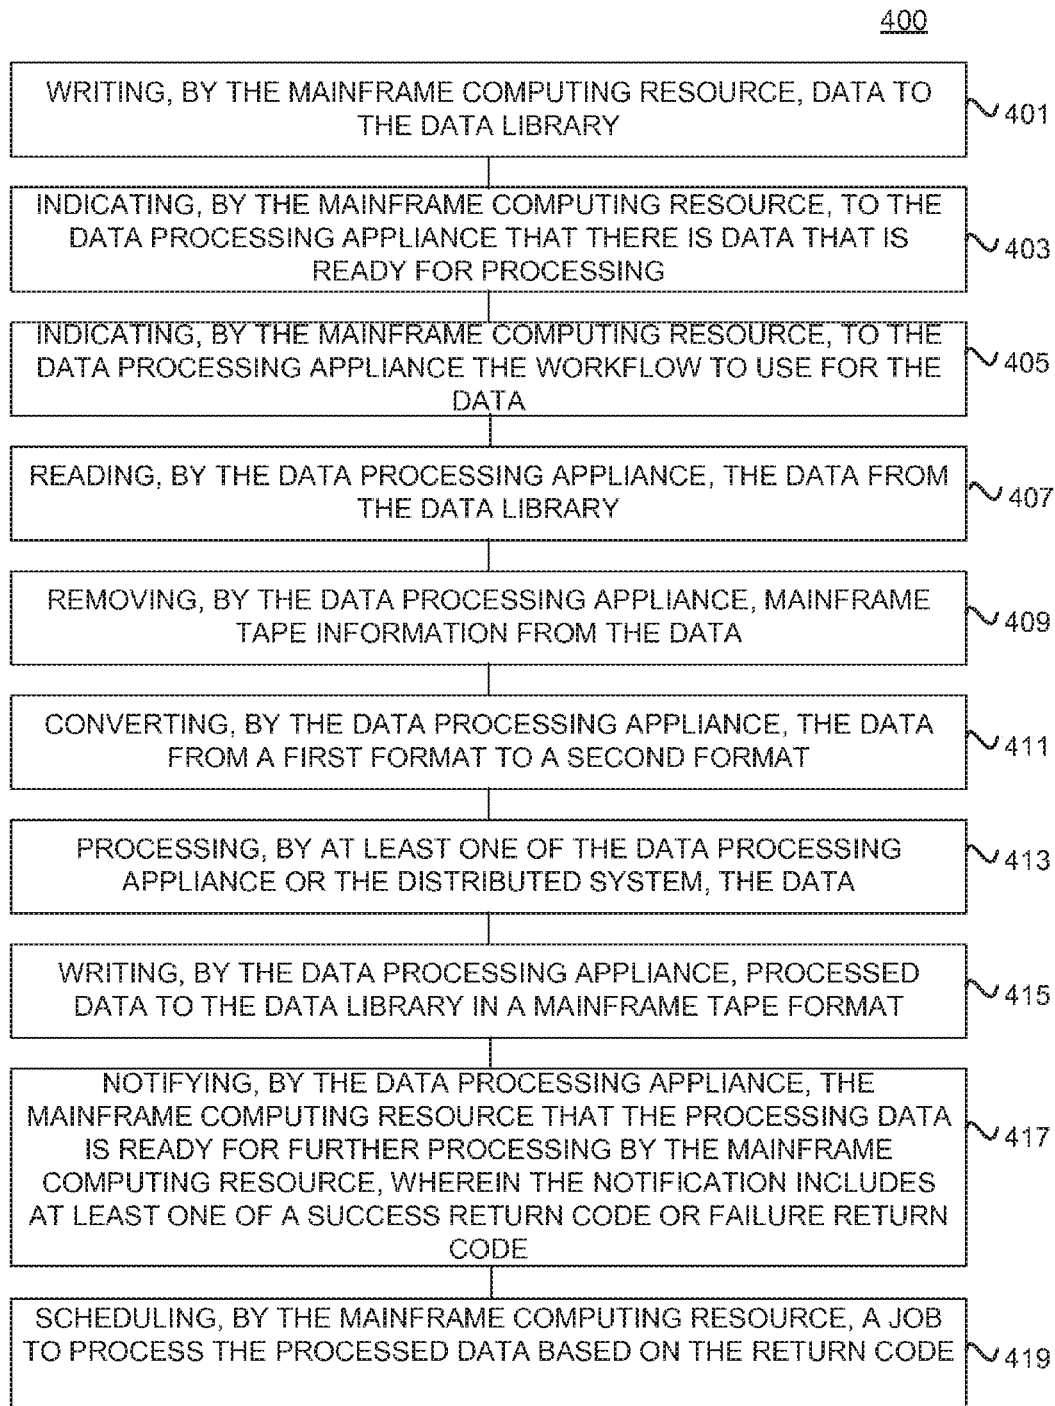 400
WRITING, BY THE MAINFRAME COMPUTING RESOURCE, DATA TO
THE DATA LIBRARY
401
INDICATING, BY THE MAINFRAME COMPUTING RESOURCE, TO THE
DATA PROCESSING APPLIANCE THAT THERE IS DATA THAT IS
READY FOR PROCESSING
403
INDICATING, BY THE MAINFRAME COMPUTING RESOURCE, TO THE
DATA PROCESSING APPLIANCE THE WORKFLOW TO USE FOR THE
DATA
405
READING, BY THE DATA PROCESSING APPLIANCE, THE DATA FROM
THE DATA LIBRARY
407
REMOVING, BY THE DATA PROCESSING APPLIANCE, MAINFRAME
TAPE INFORMATION FROM THE DATA
409
CONVERTING, BY THE DATA PROCESSING APPLIANCE, THE DATA
FROM A FIRST FORMAT TO A SECOND FORMAT
411
PROCESSING, BY AT LEAST ONE OF THE DATA PROCESSING
APPLIANCE OR THE DISTRIBUTED SYSTEM, THE DATA
413
WRITING, BY THE DATA PROCESSING APPLIANCE, PROCESSED
DATA TO THE DATA LIBRARY IN A MAINFRAME TAPE FORMAT
415
NOTIFYING, BY THE DATA PROCESSING APPLIANCE, THE
MAINFRAME COMPUTING RESOURCE THAT THE PROCESSING DATA
IS READY FOR FURTHER PROCESSING BY THE MAINFRAME
COMPUTING RESOURCE, WHEREIN THE NOTIFICATION INCLUDES
AT LEAST ONE OF A SUCCESS RETURN CODE OR FAILURE RETURN
CODE
417
SCHEDULING, BY THE MAINFRAME COMPUTING RESOURCE, A JOB
TO PROCESS THE PROCESSED DATA BASED ON THE RETURN CODE
419